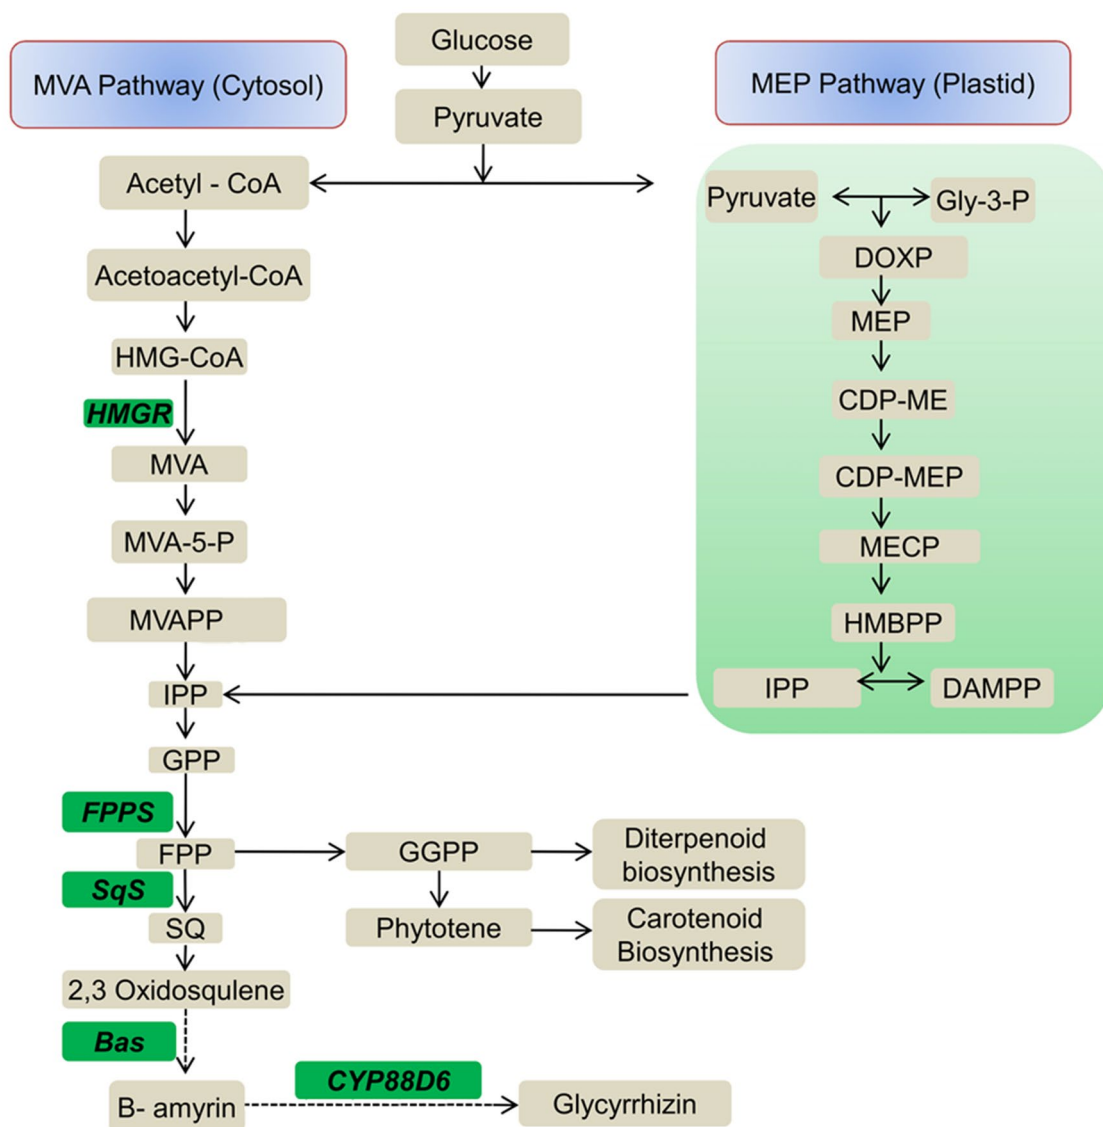 Glucose
MVA Pathway (Cytosol)
MEP Pathway (Plastid)
Pyruvate
Acetyl - CoA
Pyruvate
Gly-3-P
DOXP
Acetoacetyl-CoA
MEP
HMG-CoA
CDP-ME
HMGR
MVA
CDP-MEP
MVA-5-P
MECP
MVAPP
HMBPP
IPP
IPP
DAMPP
GPP
FPPS
FPP
GGPP
Diterpenoid
biosynthesis
SqS
SQ
Phytotene
Carotenoid
Biosynthesis
2,3 Oxidosqulene
Bas
CYP88D6
B- amyrin
Glycyrrhizin